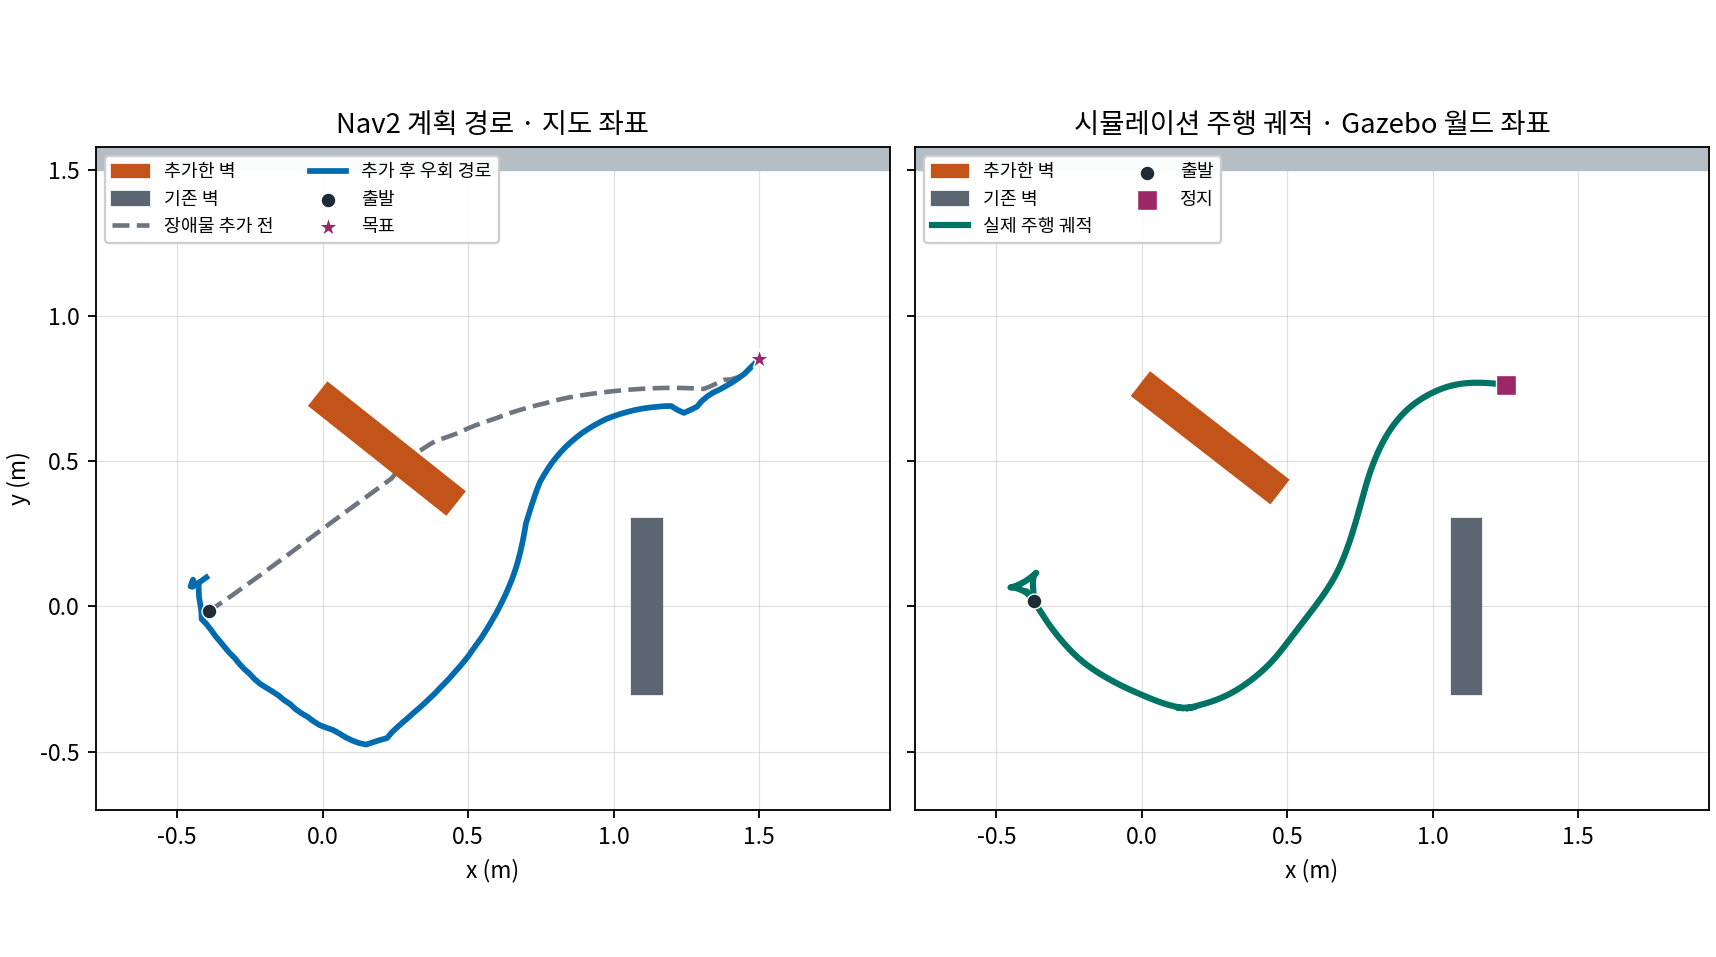 Nav2 계획 경로 · 지도 좌표
추가한 벽
기존 벽
장애물 추가 전
추가 후 우회 경로
출발
목표
1.5
1.0
0.5
0.0
-0.5
y (m)
-0.5 0.0 0.5 1.0 1.5
x (m)
시뮬레이션 주행 궤적 · Gazebo 월드 좌표
추가한 벽
기존 벽
실제 주행 궤적
출발
정지
-0.5 0.0 0.5 1.0 1.5
x (m)